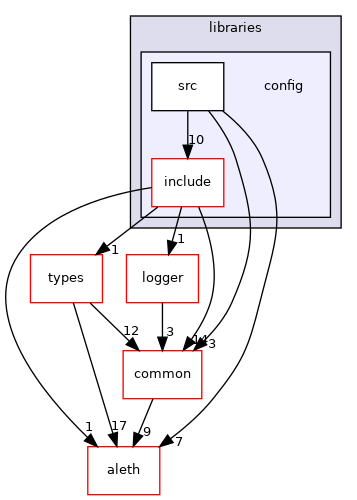 libraries
src
config
10
include
1
1
types
logger
12
3
14
3
common
1
17
9
7
aleth